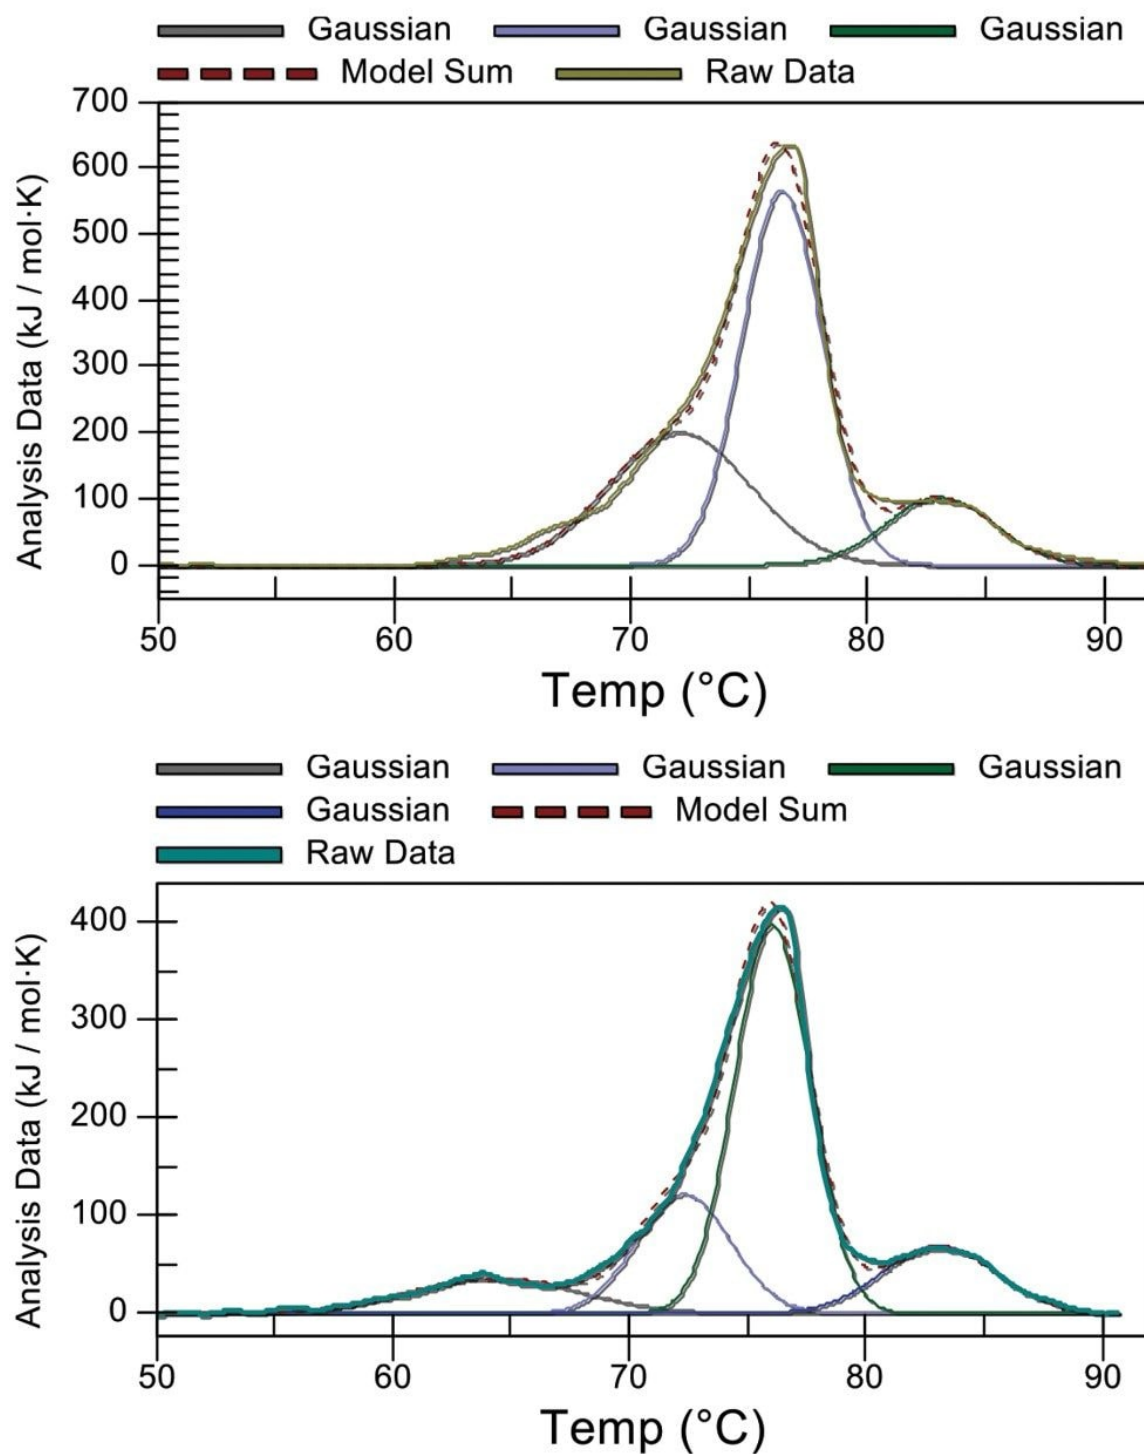 Gaussian Gaussian Gaussian
Model Sum Raw Data
700
600
500
400
300
200
100
0
Analysis Data (kJ / mol·K)
50 60 70 80 90
Temp (°C)
Gaussian Gaussian Gaussian
Gaussian Model Sum
Raw Data
400
300
200
100
0
Analysis Data (kJ / mol·K)
50 60 70 80 90
Temp (°C)